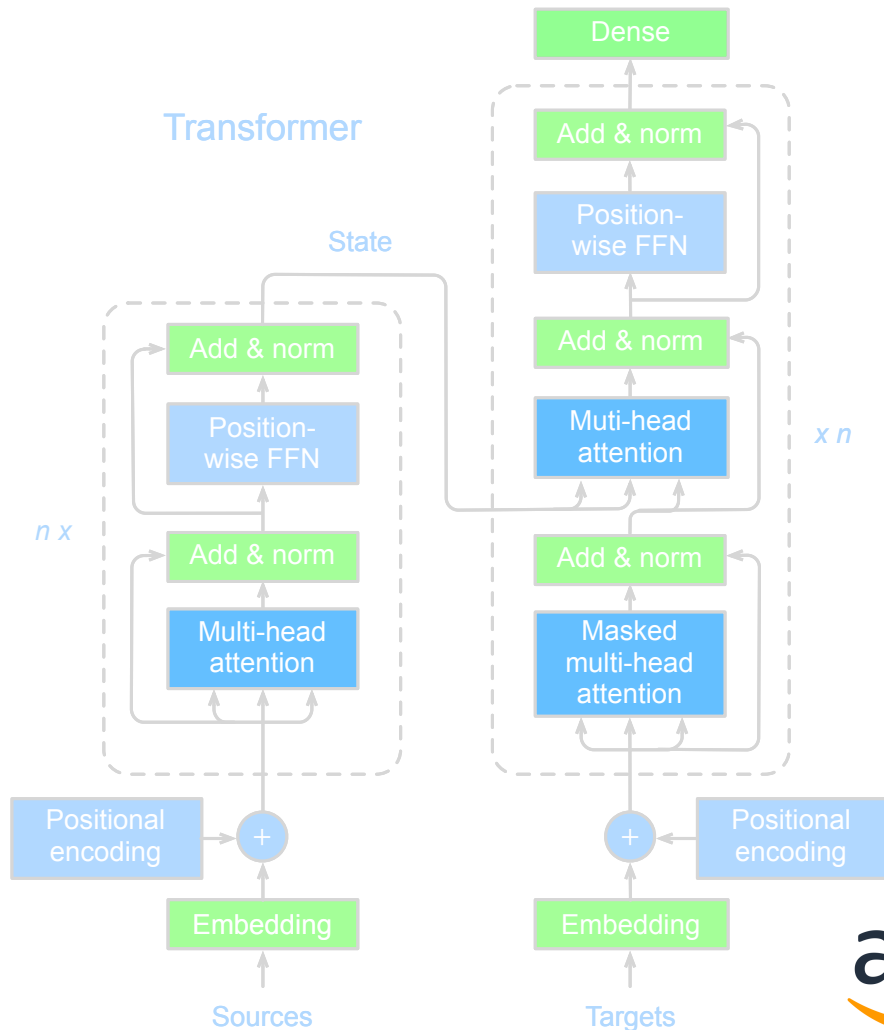 Dense
Transformer
Add & norm
Position-
wise FFN
State
Add & norm
Add & norm
Position-
wise FFN
Muti-head
attention
x n
n x
Add & norm
Add & norm
Multi-head
attention
Masked
multi-head
attention
Positional
encoding
+
+
Positional
encoding
Embedding
Embedding
a
Sources
Targets